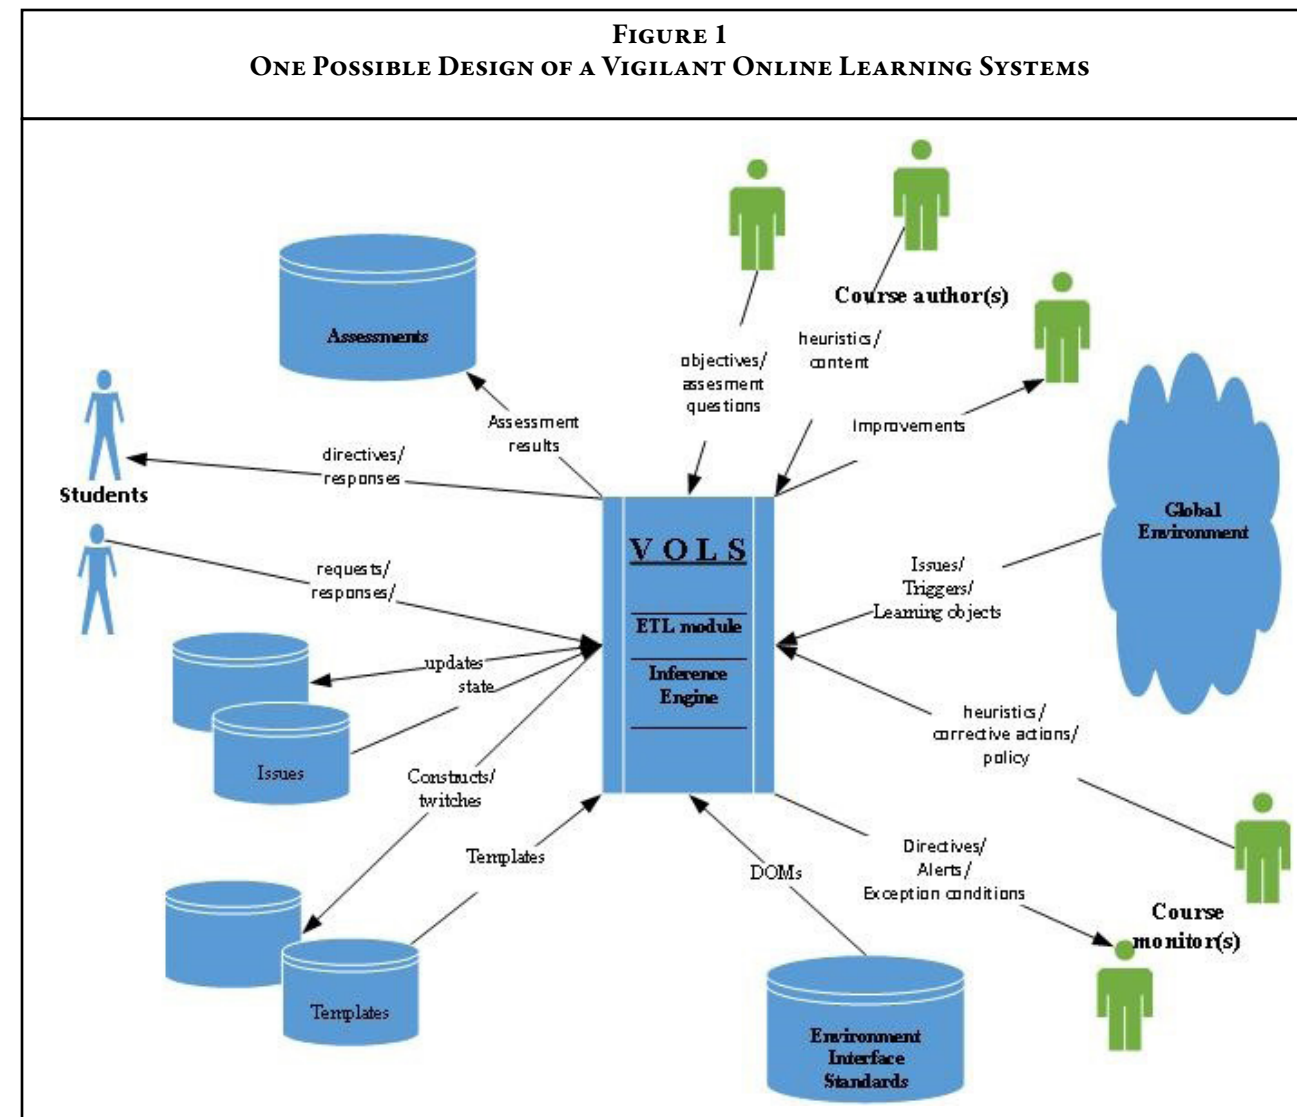 FIGURE 1
ONE POSSIBLE DESIGN OF A VIGILANT ONLINE LEARNING SYSTEMS
Course author(s)
Assessments
heuristics/
content
objectives/
assesment
questions
Improvements
Assessment
results
directives/
responses
Students
Global
Environment
V O L S
ETL module
Inference
Engine
Issues/
Triggers/
Learning objects
requests/
responses/
updates
state
Issues
heuristics/
corrective actions/
policy
Constructs/
twitches
Templates
DOMs
Directives/
Alerts/
Exception conditions
Course
monitor(s)
Templates
Environment
Interface
Standards